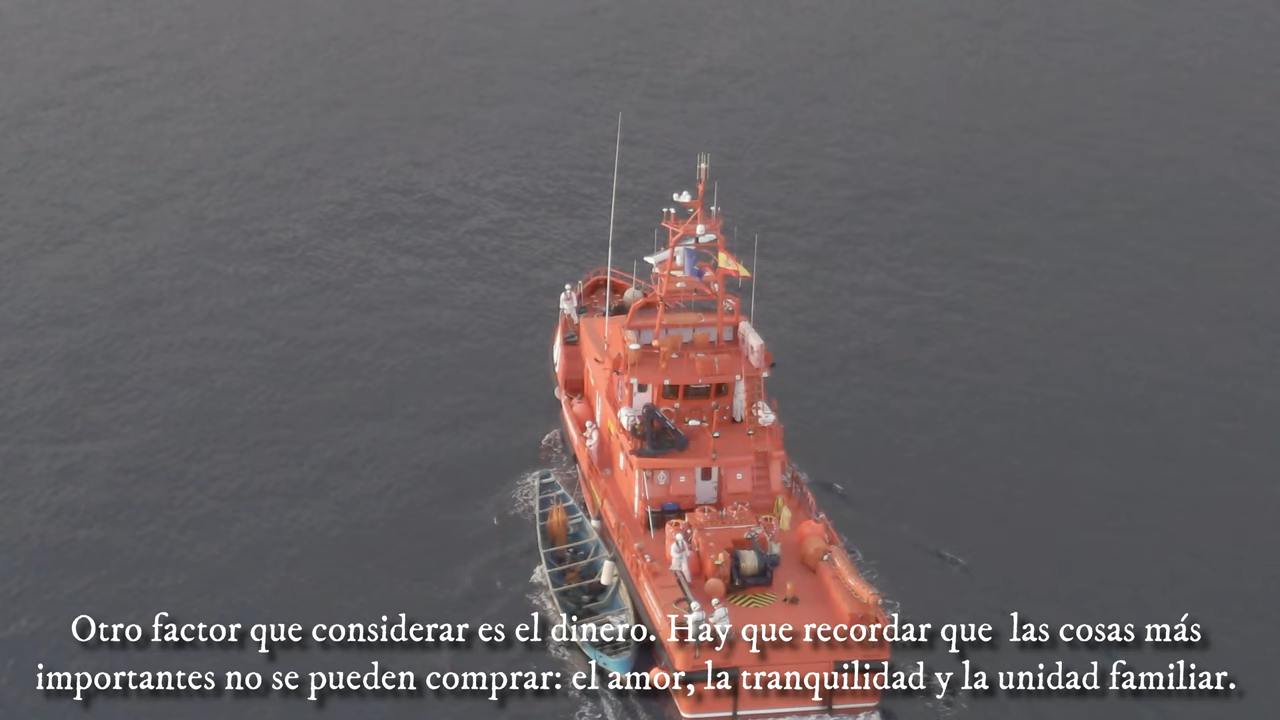 Otro factor que considerar es el dinero. Hay que recordar que las cosas más
importantes no se pueden comprar: el amor, la tranquilidad y la unidad familiar.